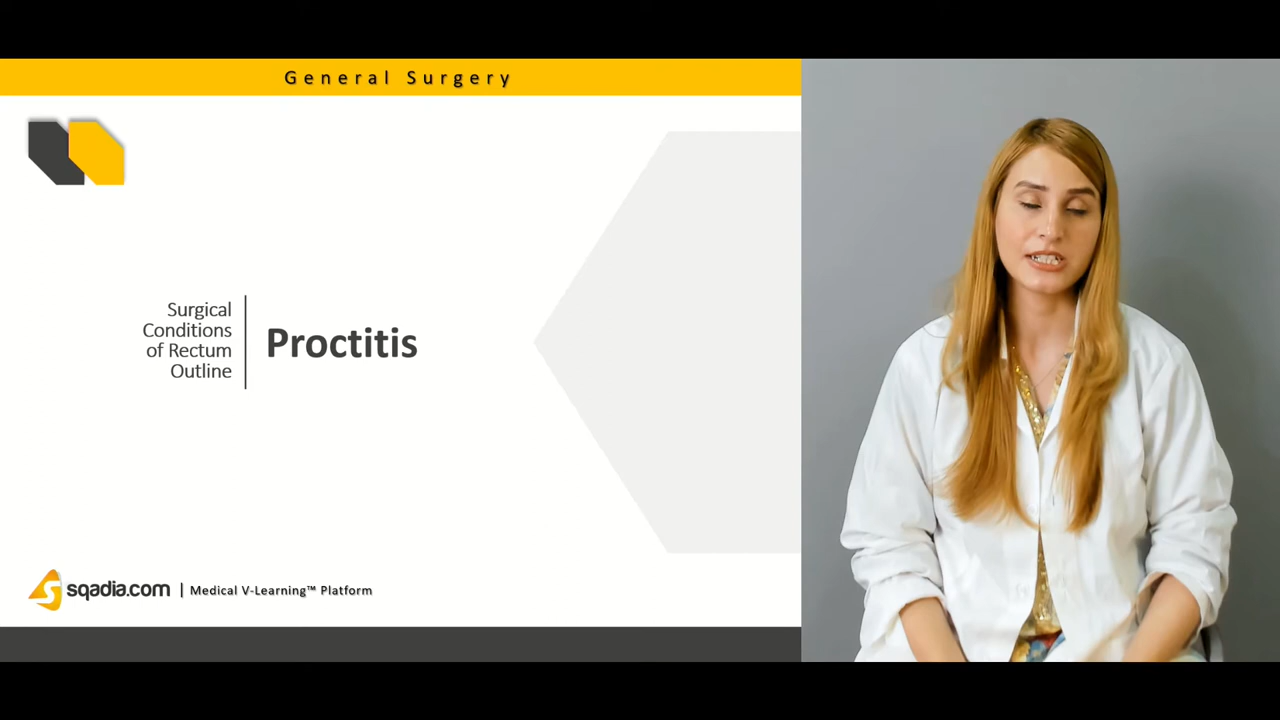 General Surgery
Surgical
Conditions
of Rectum
Outline
Proctitis
sqadia.com | Medical V-Learning™ Platform